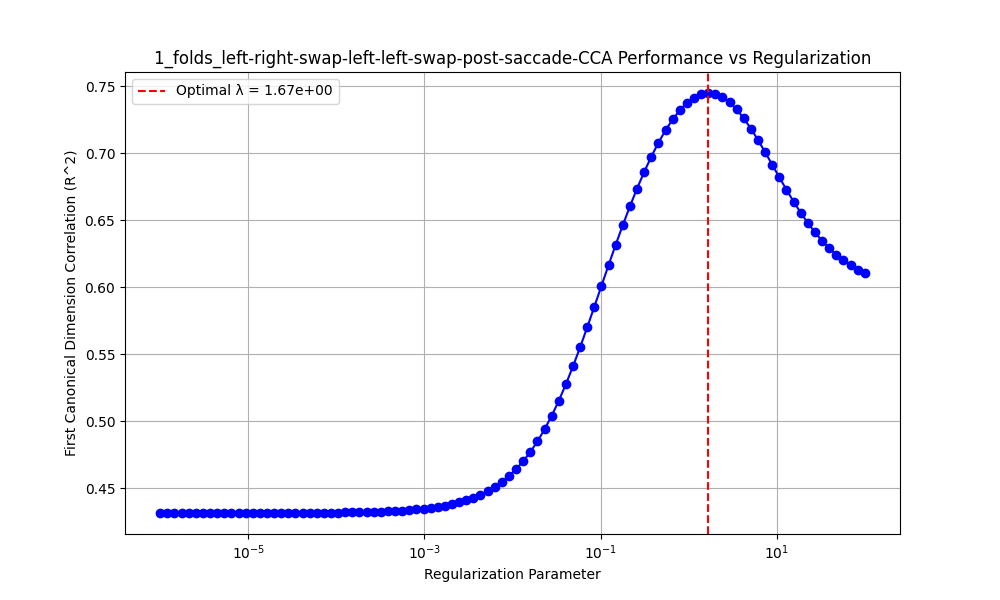 1_folds_left-right-swap-left-left-swap-post-saccade-CCA Performance vs Regularization
Optimal λ = 1.67e+00
First Canonical Dimension Correlation (R^2)
0.75
0.70
0.65
0.60
0.55
0.50
0.45
10⁻⁵ 10⁻³ 10⁻¹ 10¹
Regularization Parameter